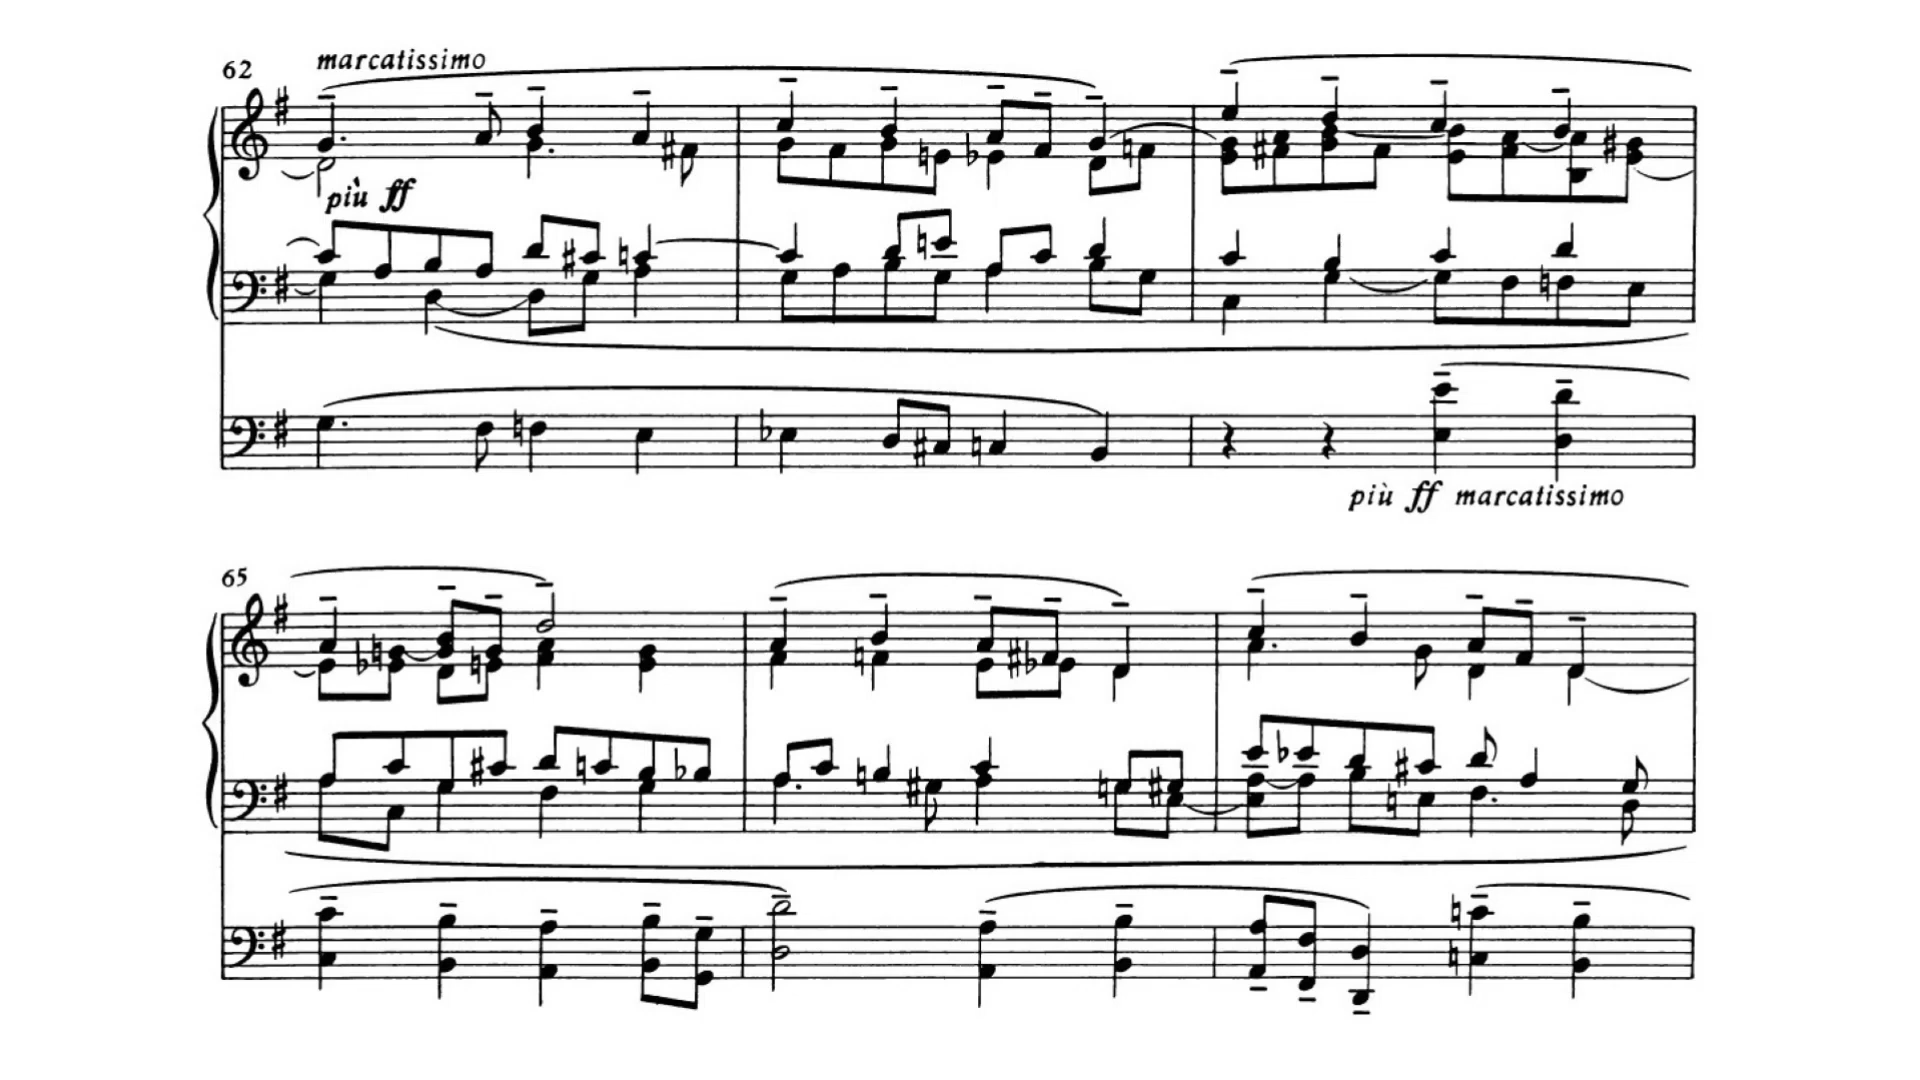 62
marcatissimo
più ff
più ff marcatissimo
65